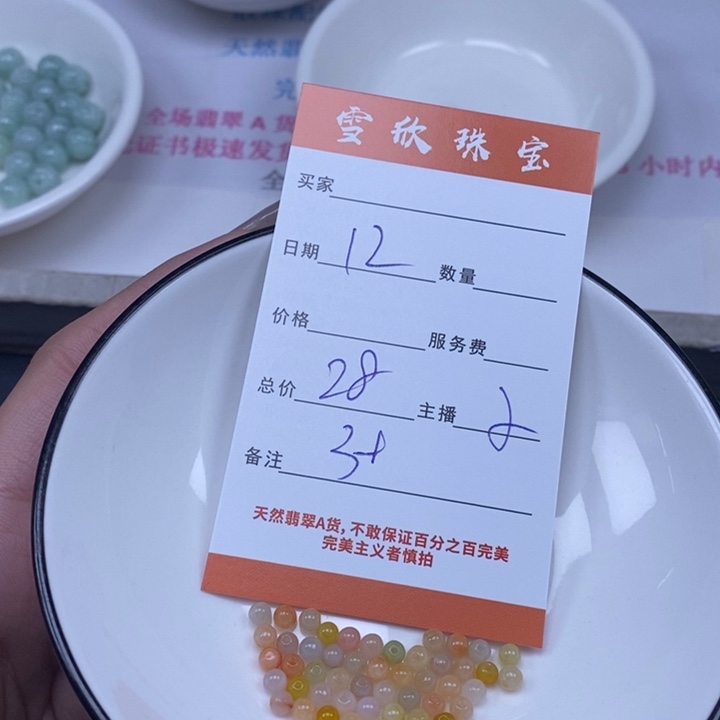 天然翡
完
全场翡翠 A 货
证书极速发货
全
小时内
雪欣珠宝
买家
日期 12 数量
价格 服务费
总价 28 主播
备注
天然翡翠A货，不敢保证百分之百完美
完美主义者慎拍